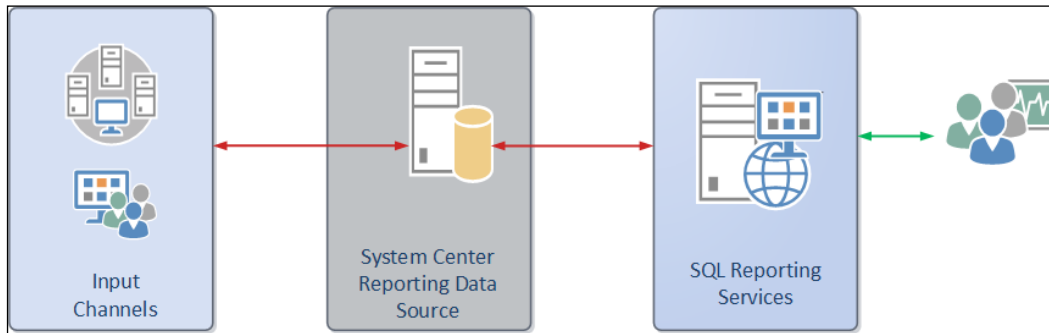 Input
Channels
System Center
Reporting Data
Source
SQL Reporting
Services